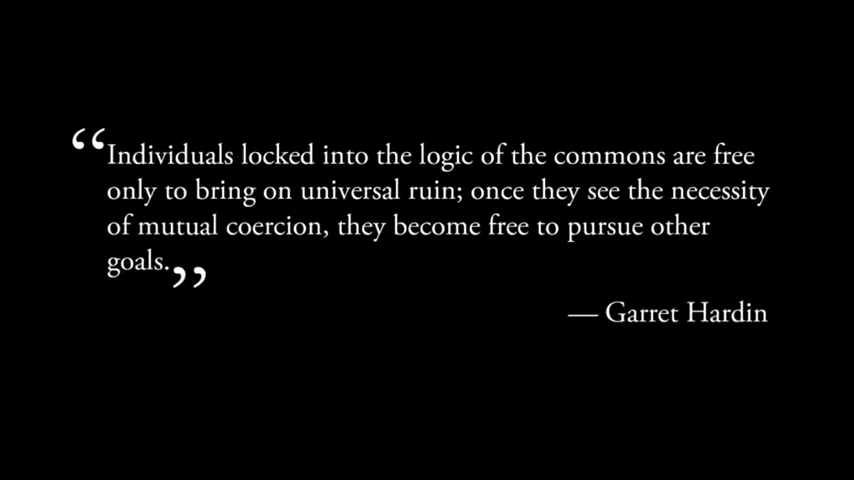 “Individuals locked into the logic of the commons are free
only to bring on universal ruin; once they see the necessity
of mutual coercion, they become free to pursue other
goals.”
— Garret Hardin